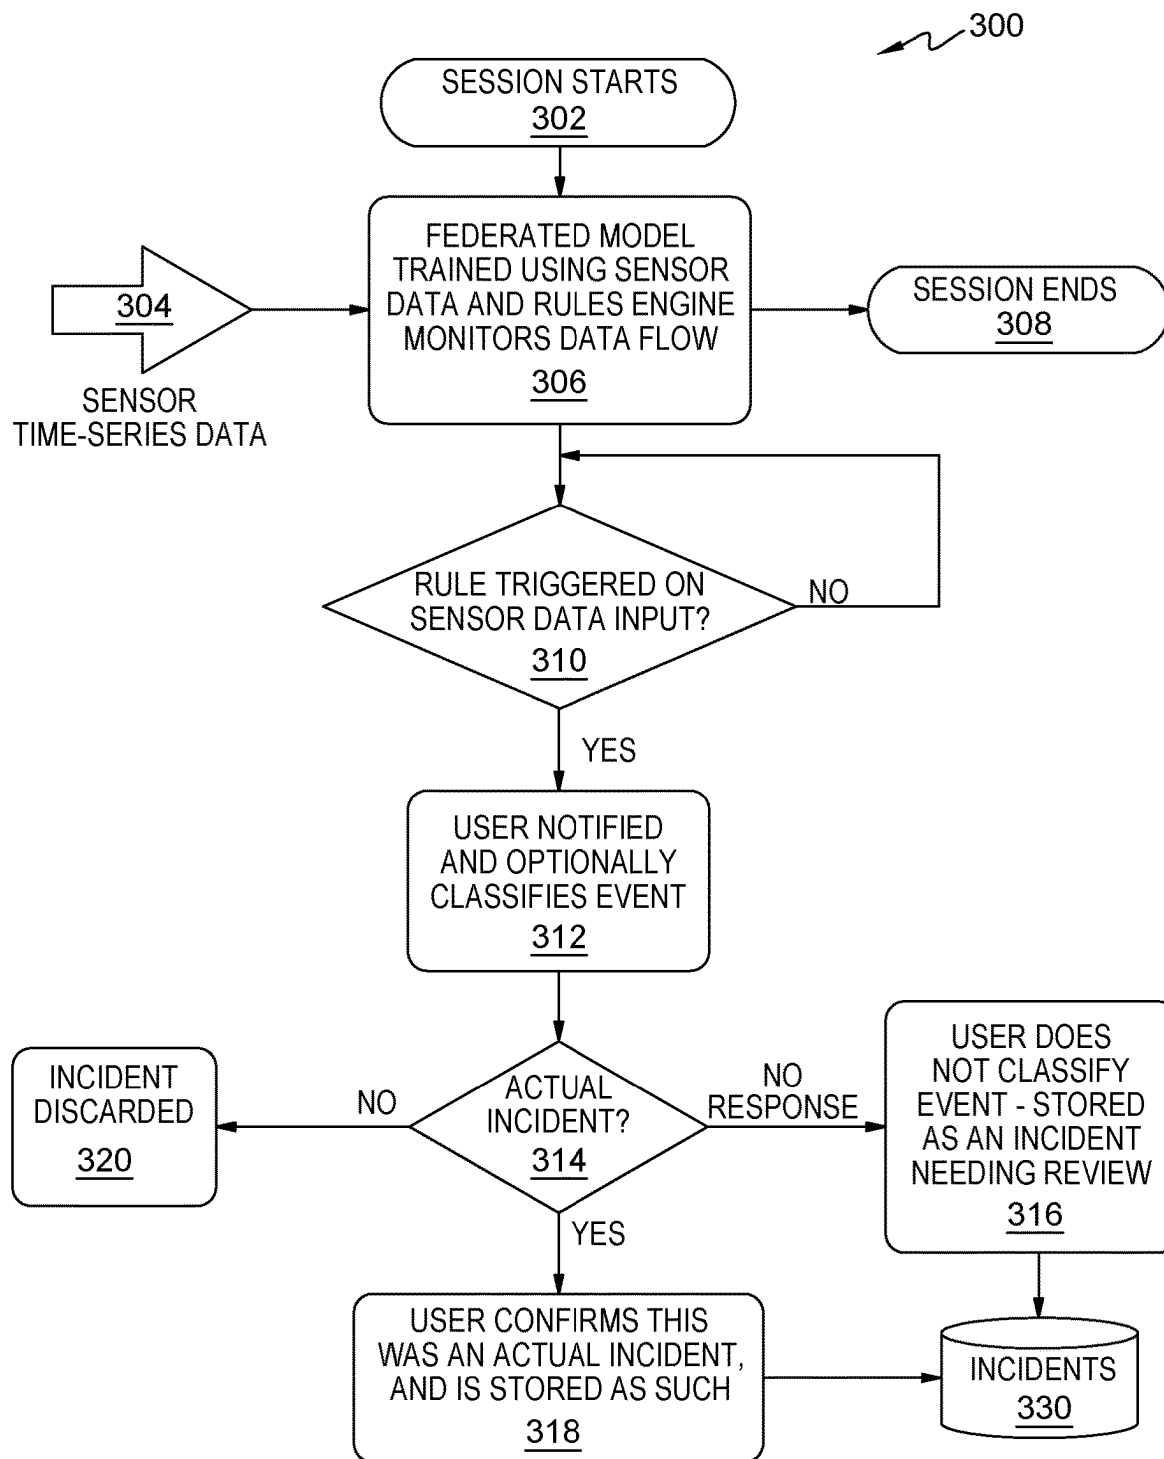 300
SESSION STARTS
302
FEDERATED MODEL
TRAINED USING SENSOR
DATA AND RULES ENGINE
MONITORS DATA FLOW
306
304
SENSOR
TIME-SERIES DATA
SESSION ENDS
308
RULE TRIGGERED ON
SENSOR DATA INPUT?
310
NO
YES
USER NOTIFIED
AND OPTIONALLY
CLASSIFIES EVENT
312
ACTUAL
INCIDENT?
314
NO
INCIDENT
DISCARDED
320
NO
RESPONSE
USER DOES
NOT CLASSIFY
EVENT - STORED
AS AN INCIDENT
NEEDING REVIEW
316
YES
USER CONFIRMS THIS
WAS AN ACTUAL INCIDENT,
AND IS STORED AS SUCH
318
INCIDENTS
330